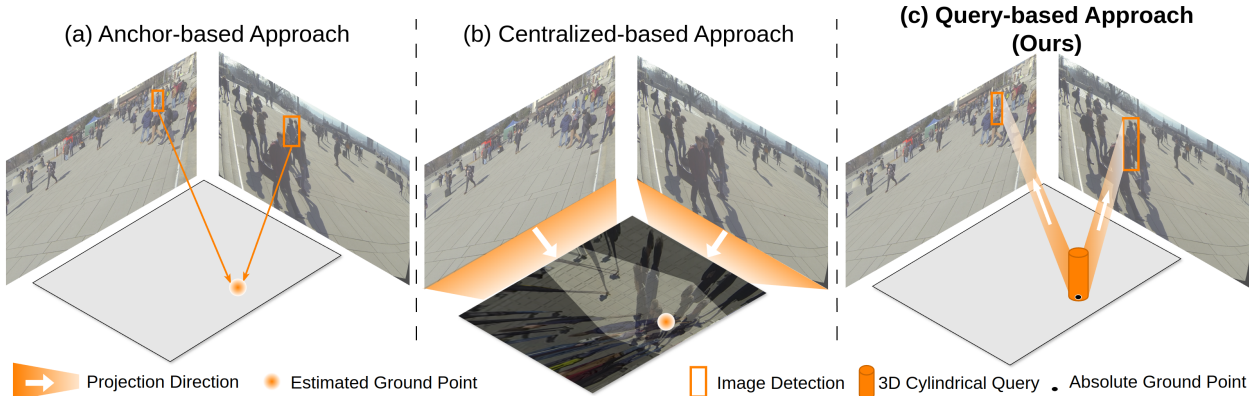 (a) Anchor-based Approach
(b) Centralized-based Approach
(c) Query-based Approach
(Ours)
Projection Direction
Estimated Ground Point
Image Detection
3D Cylindrical Query
Absolute Ground Point